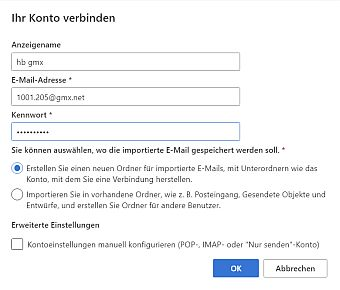 Ihr Konto verbinden
Anzeigename
hb gmx
E-Mail-Adresse *
1001.205@gmx.net
Kennwort *
••••••••••
Sie können auswählen, wo die importierte E-Mail gespeichert werden soll. *
Erstellen Sie einen neuen Ordner für importierte E-Mails, mit Unterordnern wie das
Konto, mit dem Sie eine Verbindung herstellen.
Importieren Sie in vorhandene Ordner, wie z. B. Posteingang, Gesendete Objekte und
Entwürfe, und erstellen Sie Ordner für andere Benutzer.
Erweiterte Einstellungen
Kontoeinstellungen manuell konfigurieren (POP-, IMAP- oder "Nur senden"-Konto)
OK Abbrechen